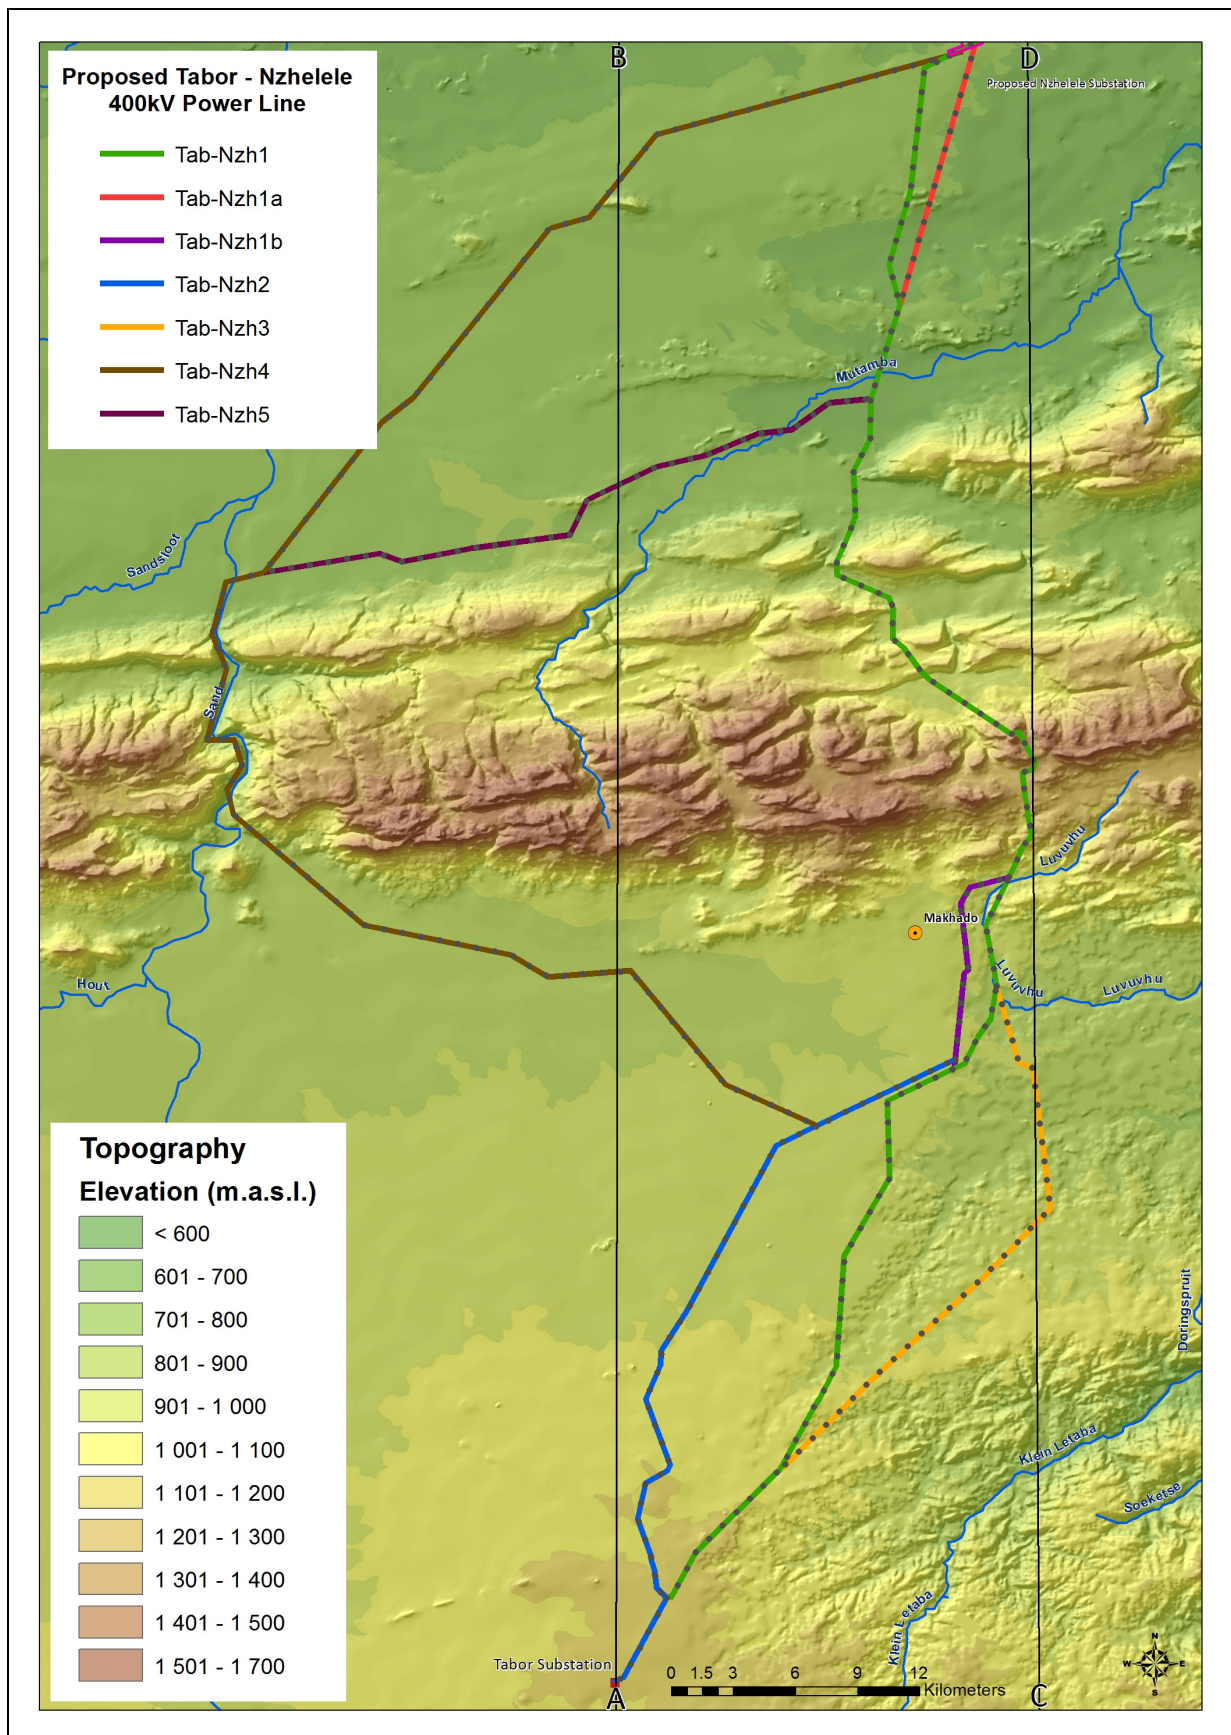 Proposed Tabor - Nzhelele
400kV Power Line
Tab-Nzh1
Tab-Nzh1a
Tab-Nzh1b
Tab-Nzh2
Tab-Nzh3
Tab-Nzh4
Tab-Nzh5
B
D
Proposed Nzhelele Substation
Mutamba
Sandsloot
Sand
Luvuvhu
Makhado
Luvuvhu
Luvuvhu
Hout
Topography
Elevation (m.a.s.l.)
< 600
601 - 700
701 - 800
801 - 900
901 - 1 000
1 001 - 1 100
1 101 - 1 200
1 201 - 1 300
1 301 - 1 400
1 401 - 1 500
1 501 - 1 700
Doringspruit
Klein Letaba
Soeketse
Klein Letaba
Tabor Substation
A
C
0 1.5 3 6 9 12
Kilometers
N
W E
S